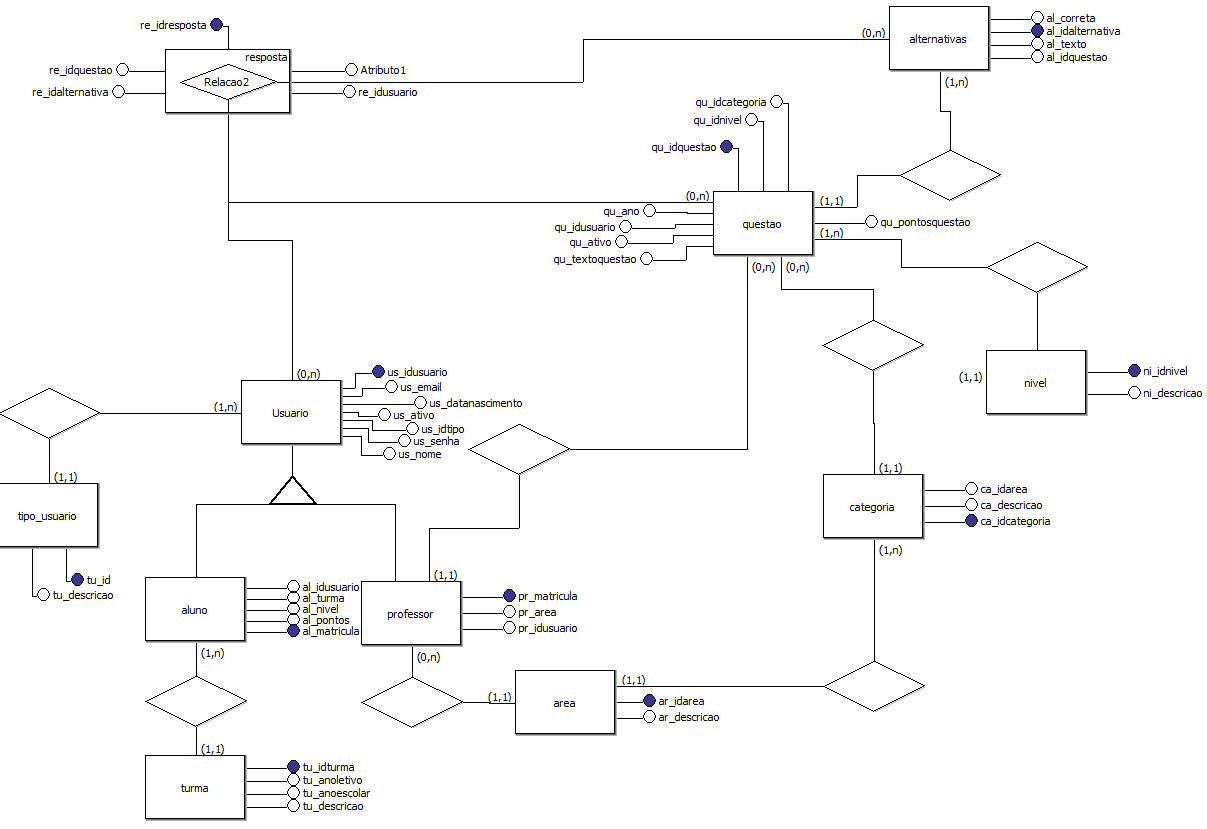 re_idresposta
resposta
Relacao2
re_idquestao
re_idalternativa
Atributo1
re_idusuario
(0,n)
alternativas
al_correta
al_idalternativa
al_texto
al_idquestao
(1,n)
qu_idcategoria
qu_idnivel
qu_idquestao
(0,n)
(1,1)
qu_ano
qu_idusuario
qu_ativo
qu_textoquestao
questao
qu_pontosquestao
(1,n)
(0,n)
(0,n)
(1,1)
nivel
ni_idnivel
ni_descricao
(0,n)
(1,n)
Usuario
us_idusuario
us_email
us_datanascimento
us_ativo
us_idtipo
us_senha
us_nome
(1,1)
tipo_usuario
tu_id
tu_descricao
(1,1)
categoria
ca_idarea
ca_descricao
ca_idcategoria
(1,n)
aluno
al_idusuario
al_turma
al_nivel
al_pontos
al_matricula
(1,n)
(1,1)
professor
pr_matricula
pr_area
pr_idusuario
(0,n)
(1,1)
area
(1,1)
ar_idarea
ar_descricao
(1,1)
turma
tu_idturma
tu_anoletivo
tu_anoescolar
tu_descricao